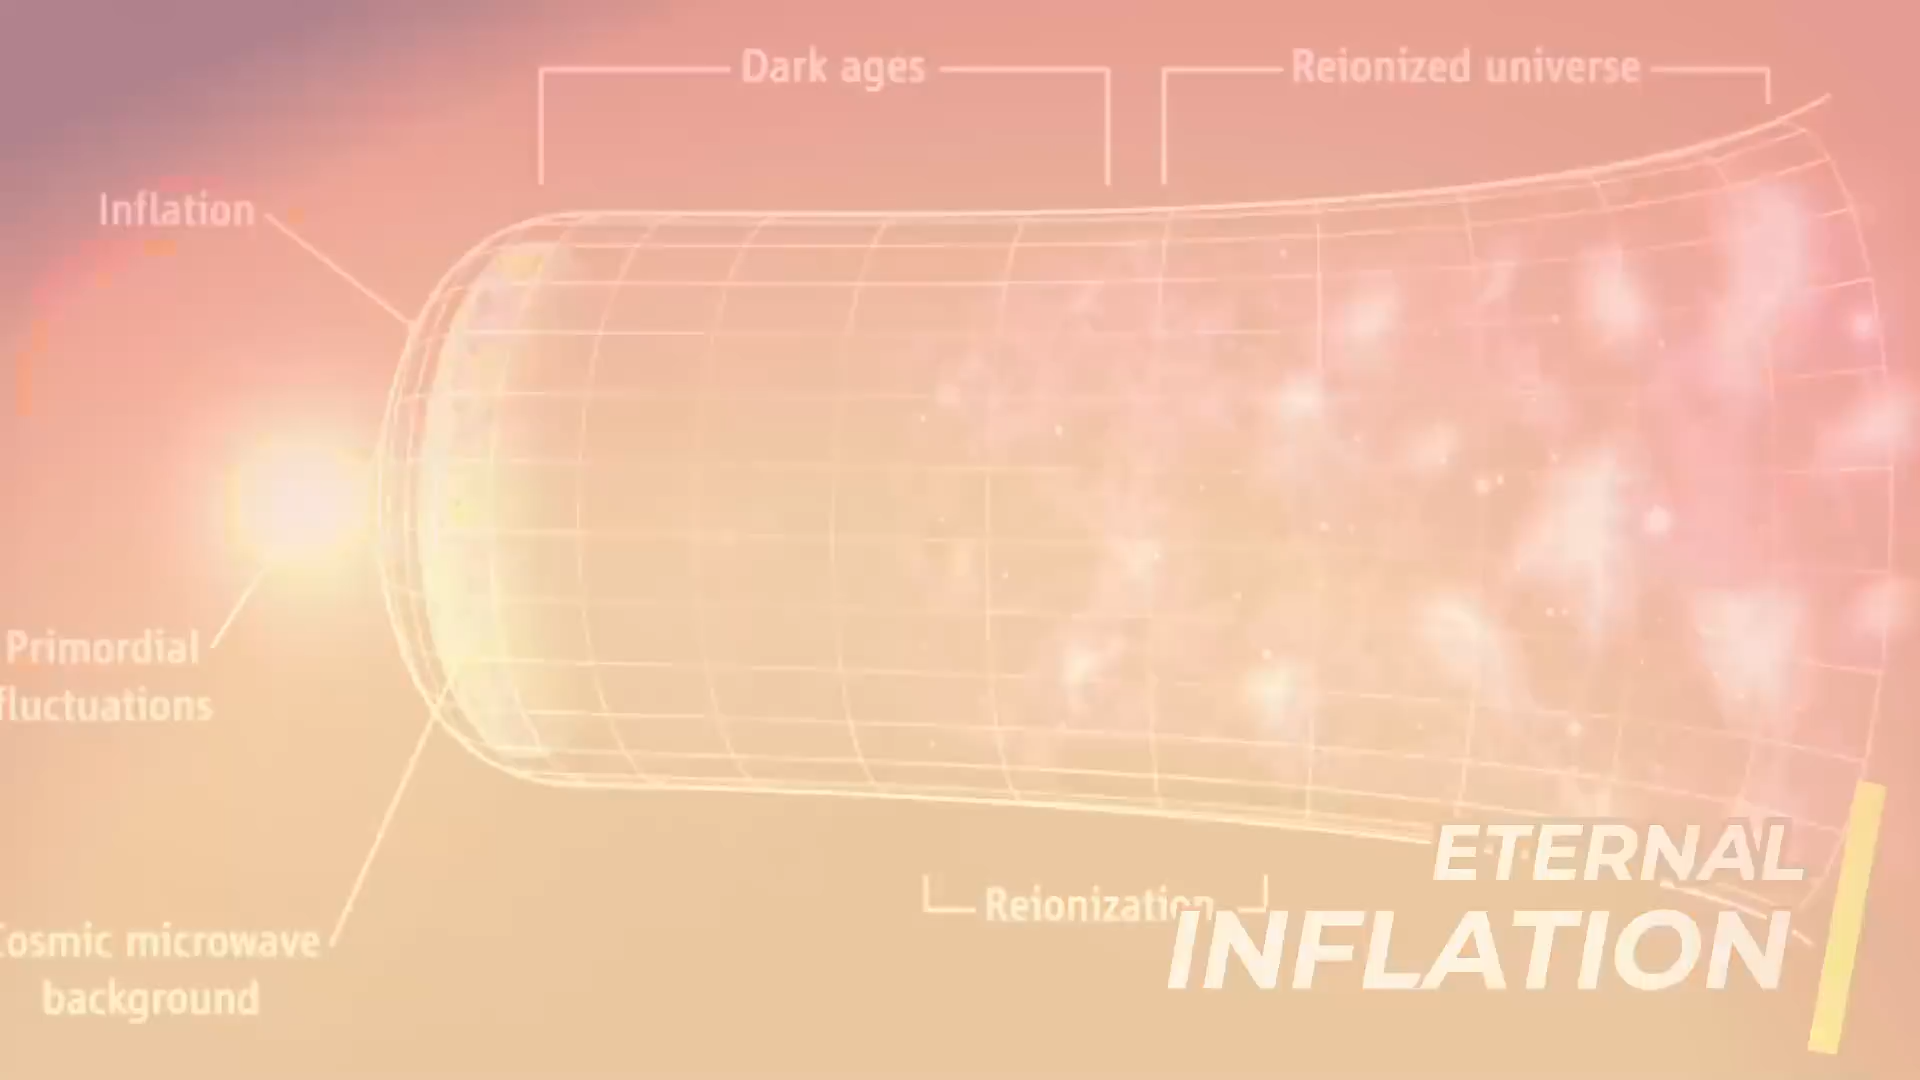 Dark ages
Reionized universe
Inflation
Primordial
fluctuations
Cosmic microwave
background
Reionization
ETERNAL
INFLATION